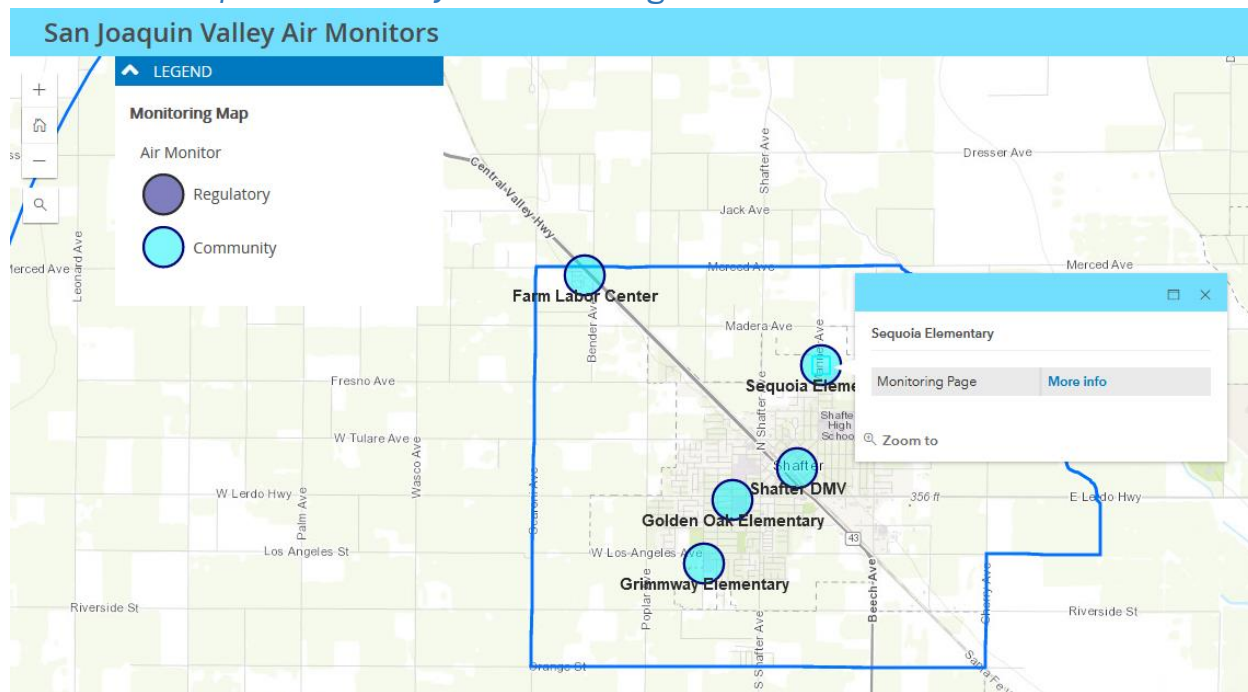 San Joaquin Valley Air Monitors
LEGEND
Monitoring Map
Air Monitor
Regulatory
Community
Central-Valley-Hwy
Shafter Ave
Dresser Ave
Jack Ave
Leonard Ave
Merced Ave
Merced Ave
Farm Labor Center
Bender Ave
Madera Ave
Sequoia Eleme
Sequoia Elementary
Monitoring Page More info
Zoom to
Fresno Ave
N Shafter Ave
Shafte
High
Schoo
W Tulare Ave
Wasco Ave
Shafter
Shafter DMV
W Lerdo Hwy
Palm Ave
356 ft
E Lerdo Hwy
Golden Oak Elementary
43
Los Angeles St
W Los Angeles Ave
Grimmway Elementary
Riverside St
Poplar Ave
Beech-Ave
Cherry Ave
Riverside St
Orange St
S Shafter Ave
Santa Fe